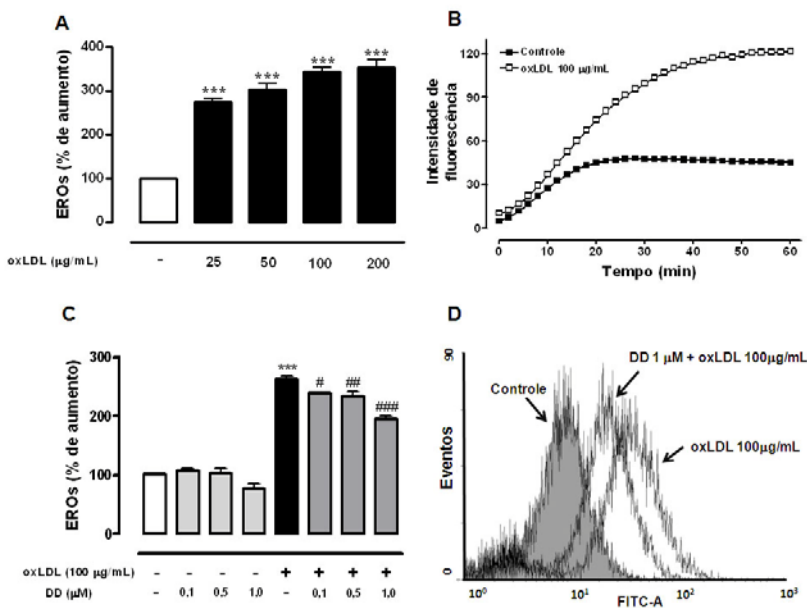 A
EROs (% de aumento)
400
300
200
100
0
*** *** *** ***
oxLDL (µg/mL) - 25 50 100 200
B
Intensidade de
fluorescência
120
90
60
30
0
Controle
oxLDL 100 µg/mL
0 10 20 30 40 50 60
Tempo (min)
C
EROs (% de aumento)
300
200
100
0
*** # ## ###
oxLDL (100 µg/mL) - - - - + + + +
DD (µM) - 0.1 0.5 1.0 - 0.1 0.5 1.0
D
Eventos
90
0
Controle
DD 1 µM + oxLDL 100µg/mL
oxLDL 100µg/mL
10⁰ 10¹ 10² 10³
FITC-A